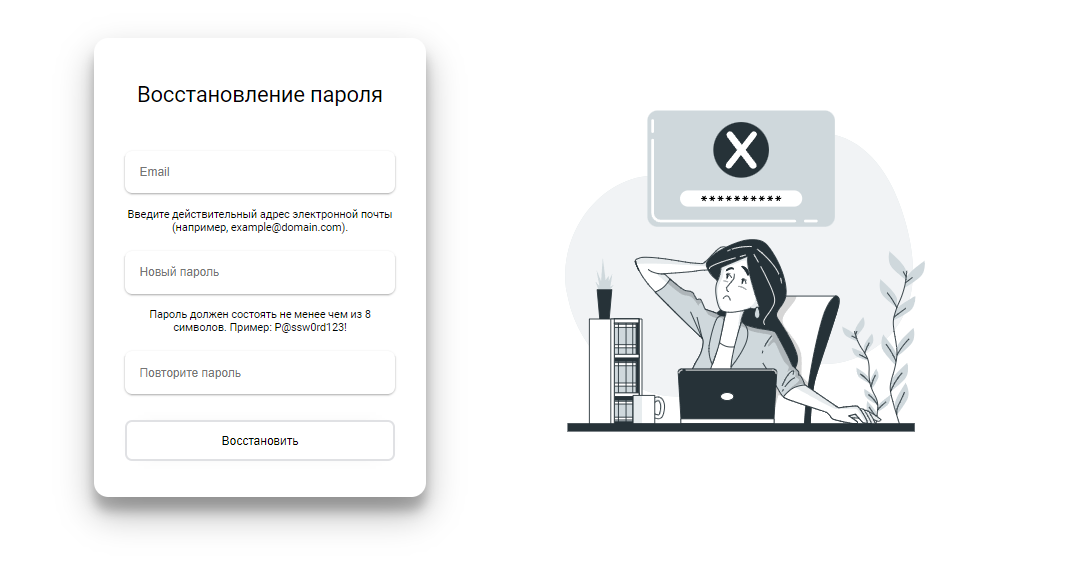 Восстановление пароля
Email
Введите действительный адрес электронной почты
(например, example@domain.com).
Новый пароль
Пароль должен состоять не менее чем из 8
символов. Пример: P@ssw0rd123!
Повторите пароль
Восстановить
X
**********